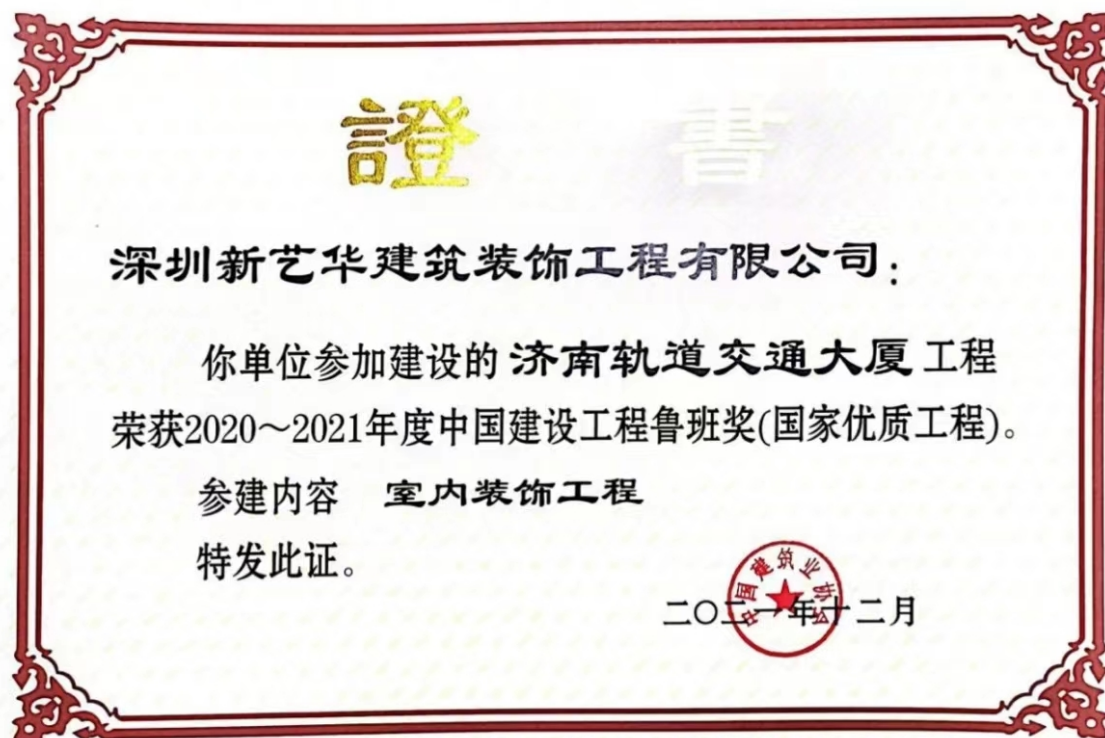 證書
深圳新艺华建筑装饰工程有限公司：
你单位参加建设的 济南轨道交通大厦 工程
荣获2020～2021年度中国建设工程鲁班奖(国家优质工程)。
参建内容 室内装饰工程
特发此证。
中国建筑业协会
二〇二一年十二月